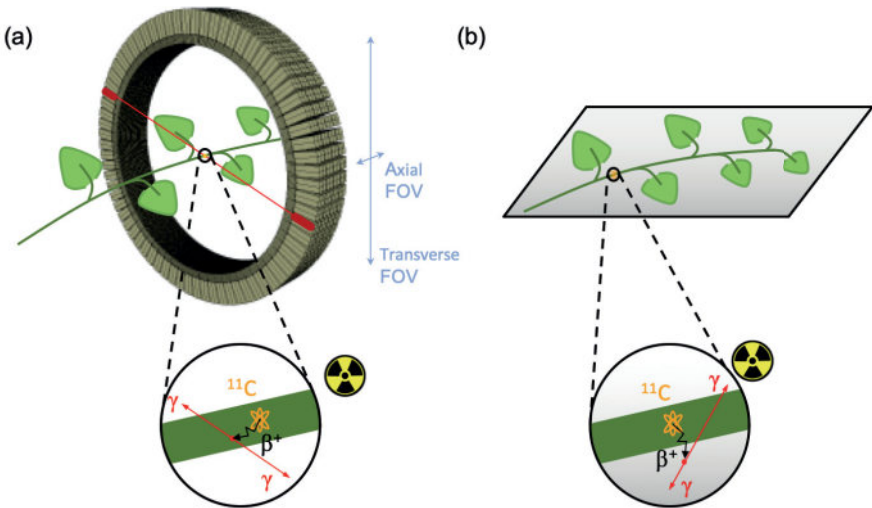 (a)
(b)
Axial
FOV
Transverse
FOV
¹¹C
γ
β⁺
γ
¹¹C
γ
β⁺
γ